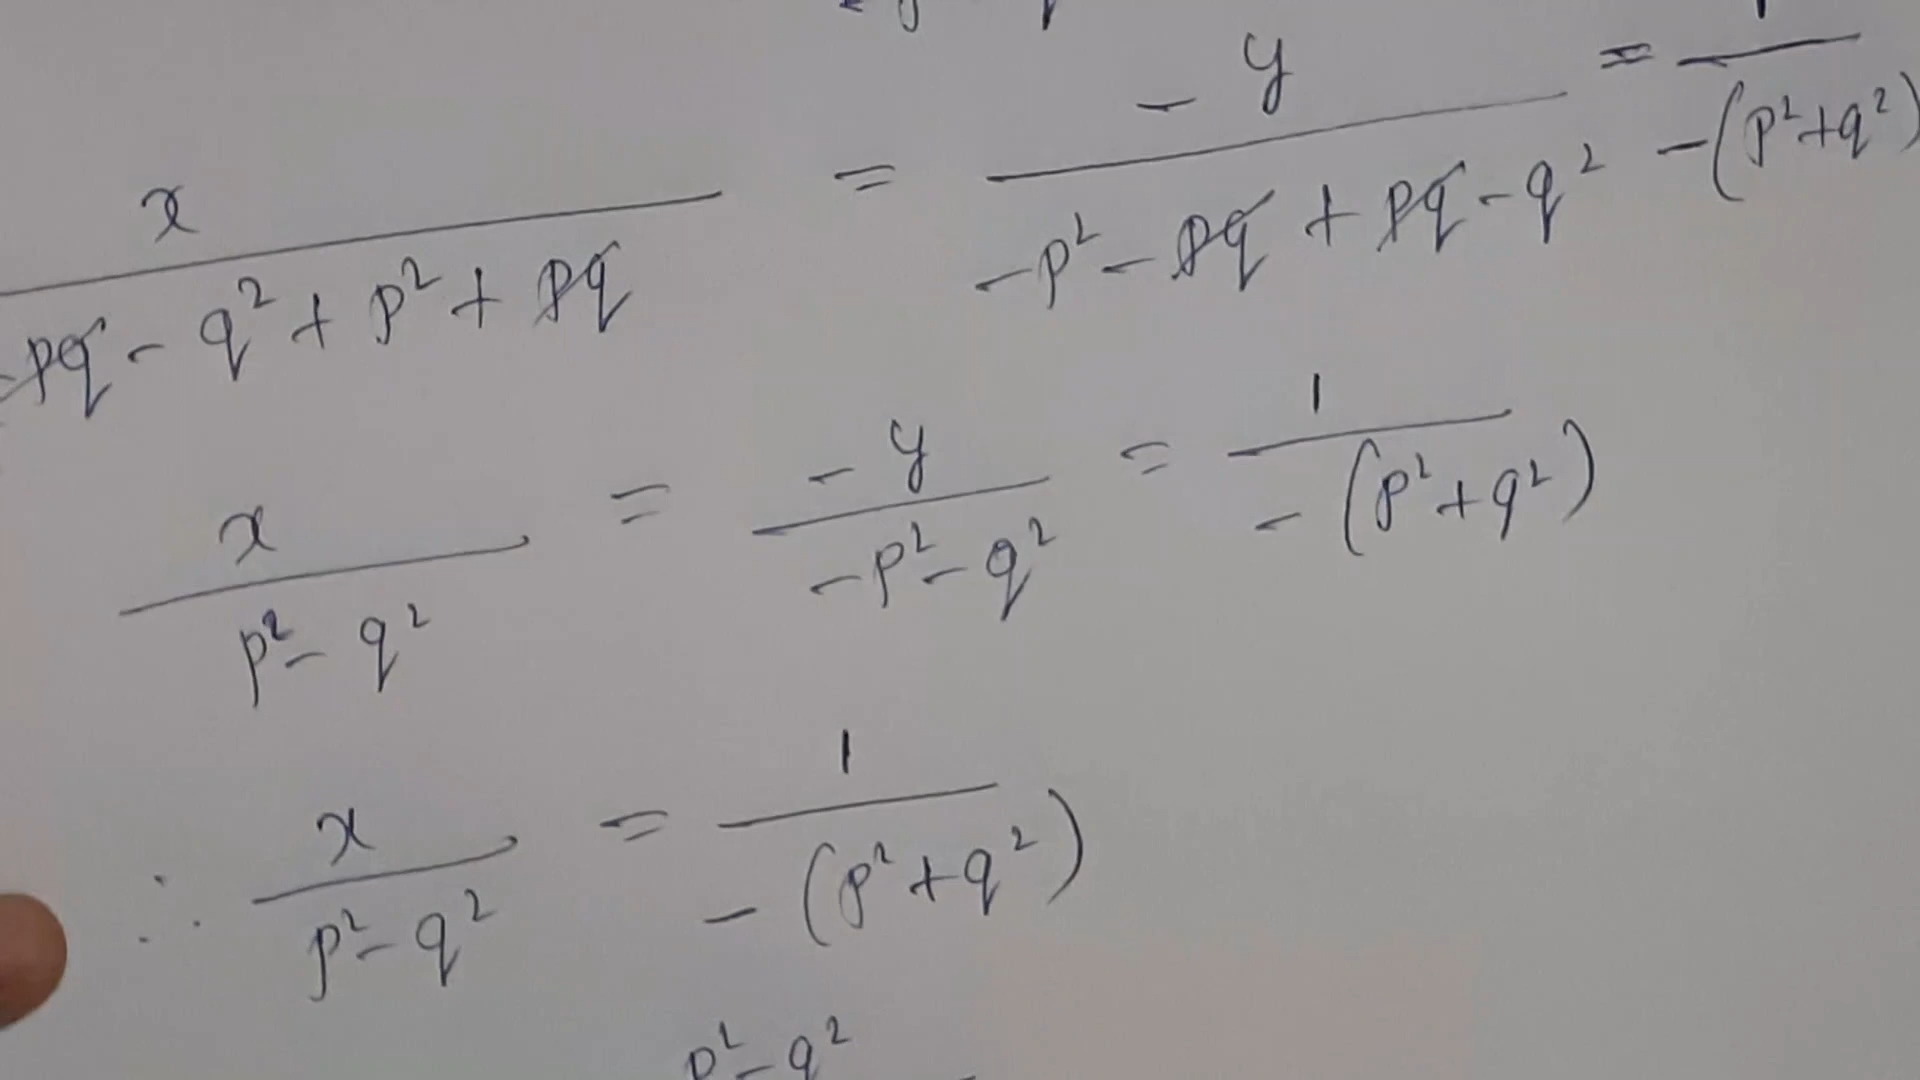 x/(-pq - q² + p² + pq) = -y/(-p² - pq + pq - q²) = 1/(-(p²+q²))
x/(p² - q²) = -y/(-p² - q²) = 1/(-(p²+q²))
∴ x/(p² - q²) = 1/(-(p²+q²))
p² - q²